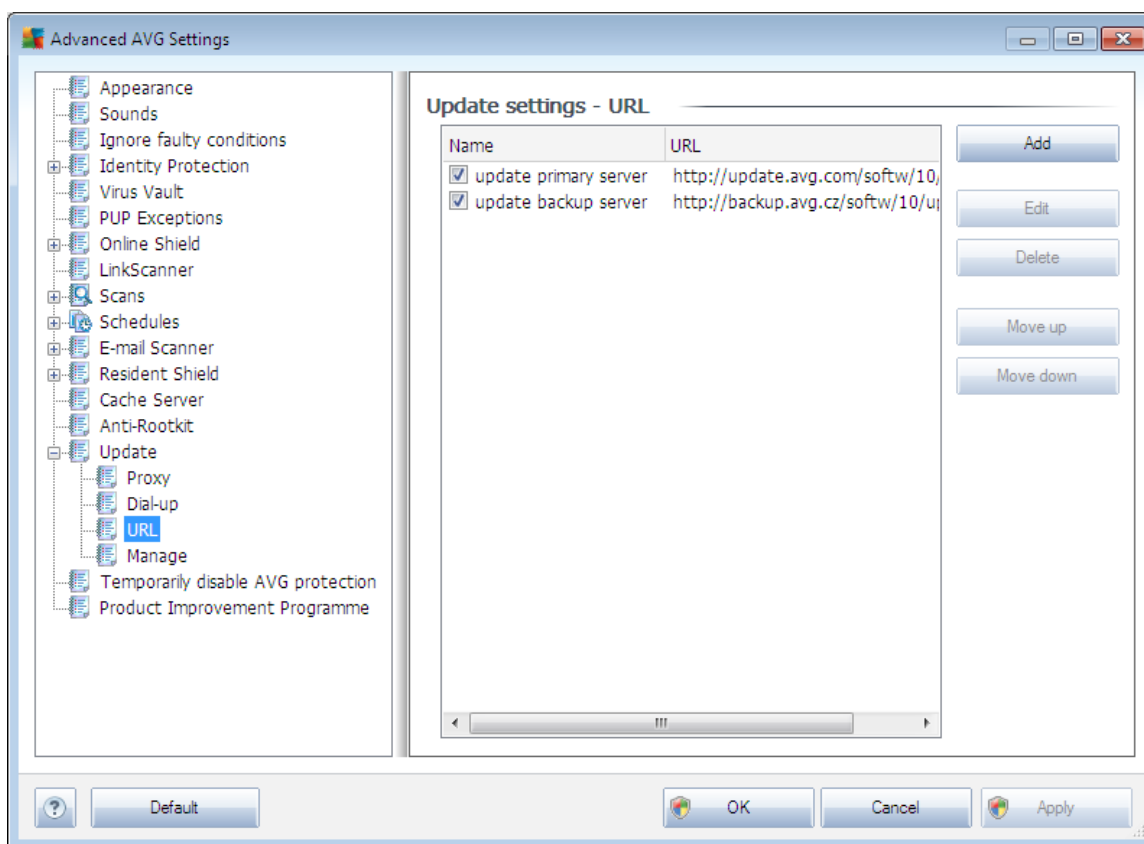 Advanced AVG Settings
Appearance
Sounds
Ignore faulty conditions
Identity Protection
Virus Vault
PUP Exceptions
Online Shield
LinkScanner
Scans
Schedules
E-mail Scanner
Resident Shield
Cache Server
Anti-Rootkit
Update
Proxy
Dial-up
URL
Manage
Temporarily disable AVG protection
Product Improvement Programme
Update settings - URL
Name URL
update primary server http://update.avg.com/softw/10/
update backup server http://backup.avg.cz/softw/10/up
Add
Edit
Delete
Move up
Move down
? Default OK Cancel Apply